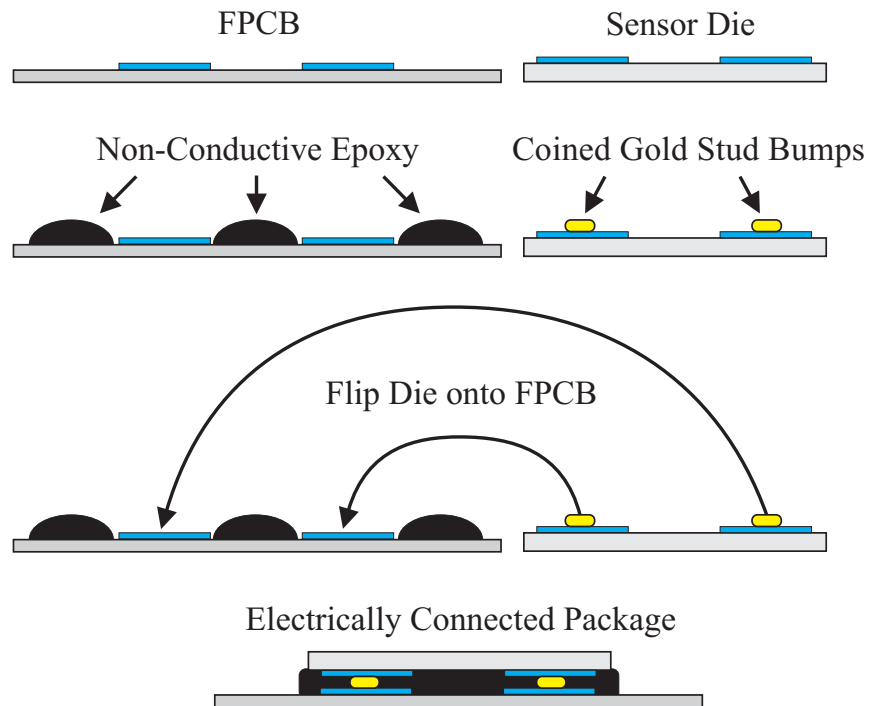 FPCB
Sensor Die
Non-Conductive Epoxy
Coined Gold Stud Bumps
Flip Die onto FPCB
Electrically Connected Package